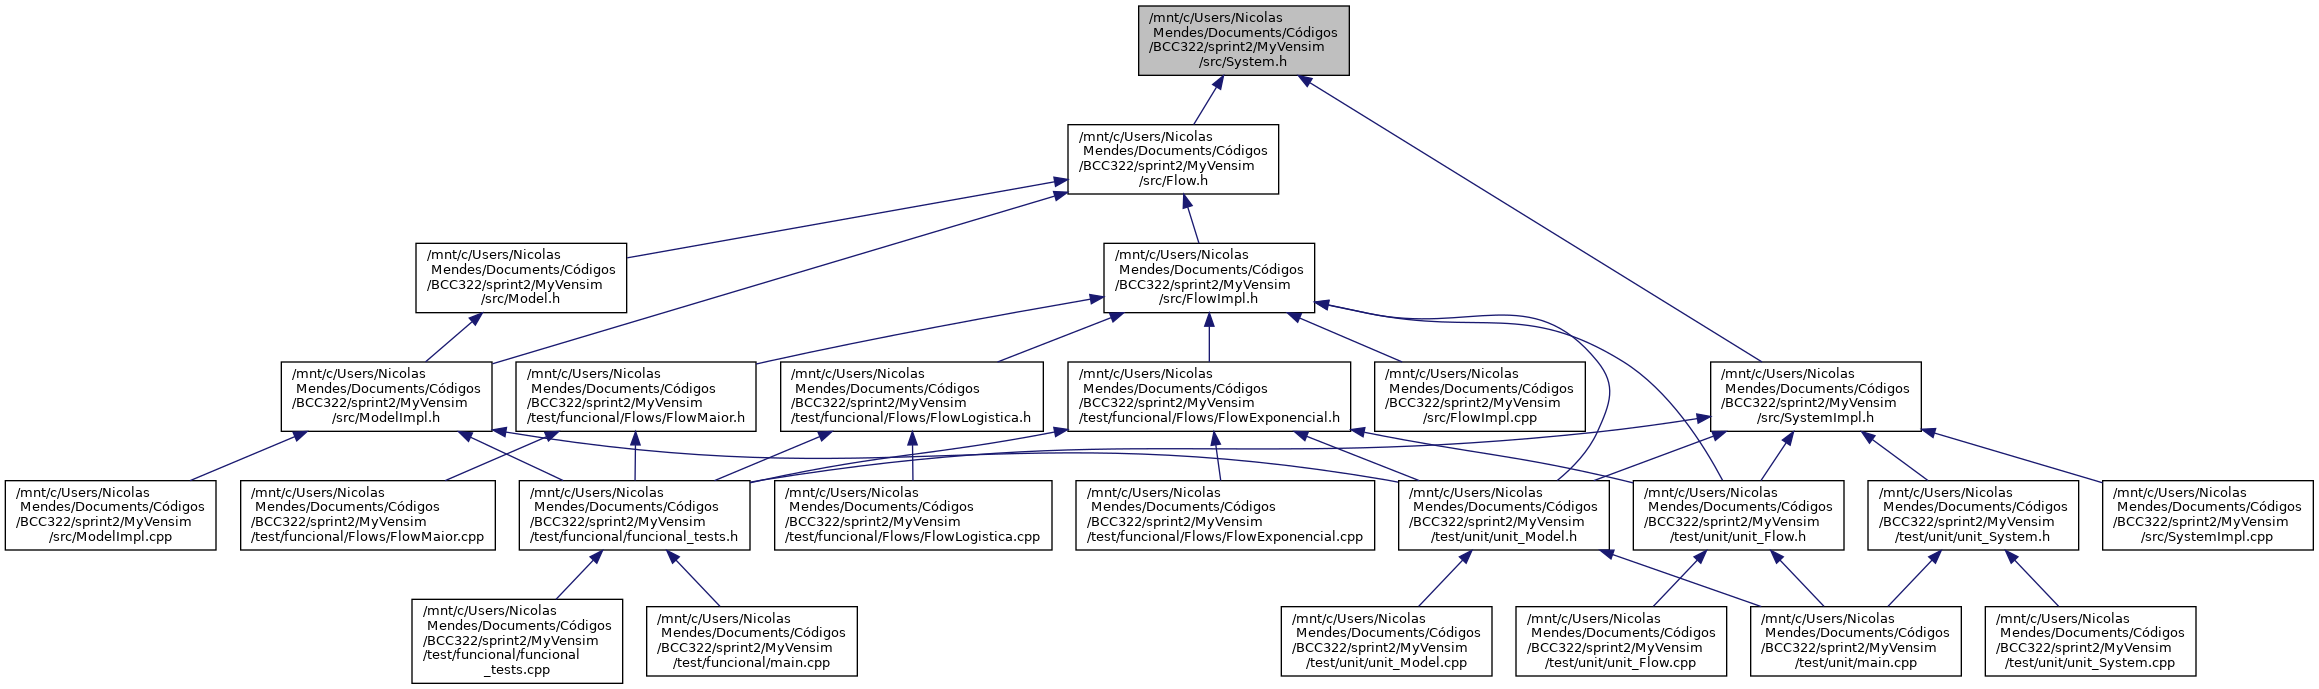 /mnt/c/Users/Nicolas
Mendes/Documents/Códigos
/BCC322/sprint2/MyVensim
/src/System.h
/mnt/c/Users/Nicolas
Mendes/Documents/Códigos
/BCC322/sprint2/MyVensim
/src/Flow.h
/mnt/c/Users/Nicolas
Mendes/Documents/Códigos
/BCC322/sprint2/MyVensim
/src/Model.h
/mnt/c/Users/Nicolas
Mendes/Documents/Códigos
/BCC322/sprint2/MyVensim
/src/FlowImpl.h
/mnt/c/Users/Nicolas
Mendes/Documents/Códigos
/BCC322/sprint2/MyVensim
/src/ModelImpl.h
/mnt/c/Users/Nicolas
Mendes/Documents/Códigos
/BCC322/sprint2/MyVensim
/test/funcional/Flows/FlowMaior.h
/mnt/c/Users/Nicolas
Mendes/Documents/Códigos
/BCC322/sprint2/MyVensim
/test/funcional/Flows/FlowLogistica.h
/mnt/c/Users/Nicolas
Mendes/Documents/Códigos
/BCC322/sprint2/MyVensim
/test/funcional/Flows/FlowExponencial.h
/mnt/c/Users/Nicolas
Mendes/Documents/Códigos
/BCC322/sprint2/MyVensim
/src/FlowImpl.cpp
/mnt/c/Users/Nicolas
Mendes/Documents/Códigos
/BCC322/sprint2/MyVensim
/src/SystemImpl.h
/mnt/c/Users/Nicolas
Mendes/Documents/Códigos
/BCC322/sprint2/MyVensim
/src/ModelImpl.cpp
/mnt/c/Users/Nicolas
Mendes/Documents/Códigos
/BCC322/sprint2/MyVensim
/test/funcional/Flows/FlowMaior.cpp
/mnt/c/Users/Nicolas
Mendes/Documents/Códigos
/BCC322/sprint2/MyVensim
/test/funcional/funcional_tests.h
/mnt/c/Users/Nicolas
Mendes/Documents/Códigos
/BCC322/sprint2/MyVensim
/test/funcional/Flows/FlowLogistica.cpp
/mnt/c/Users/Nicolas
Mendes/Documents/Códigos
/BCC322/sprint2/MyVensim
/test/funcional/Flows/FlowExponencial.cpp
/mnt/c/Users/Nicolas
Mendes/Documents/Códigos
/BCC322/sprint2/MyVensim
/test/unit/unit_Model.h
/mnt/c/Users/Nicolas
Mendes/Documents/Códigos
/BCC322/sprint2/MyVensim
/test/unit/unit_Flow.h
/mnt/c/Users/Nicolas
Mendes/Documents/Códigos
/BCC322/sprint2/MyVensim
/test/unit/unit_System.h
/mnt/c/Users/Nicolas
Mendes/Documents/Códigos
/BCC322/sprint2/MyVensim
/src/SystemImpl.cpp
/mnt/c/Users/Nicolas
Mendes/Documents/Códigos
/BCC322/sprint2/MyVensim
/test/funcional/funcional
_tests.cpp
/mnt/c/Users/Nicolas
Mendes/Documents/Códigos
/BCC322/sprint2/MyVensim
/test/funcional/main.cpp
/mnt/c/Users/Nicolas
Mendes/Documents/Códigos
/BCC322/sprint2/MyVensim
/test/unit/unit_Model.cpp
/mnt/c/Users/Nicolas
Mendes/Documents/Códigos
/BCC322/sprint2/MyVensim
/test/unit/unit_Flow.cpp
/mnt/c/Users/Nicolas
Mendes/Documents/Códigos
/BCC322/sprint2/MyVensim
/test/unit/main.cpp
/mnt/c/Users/Nicolas
Mendes/Documents/Códigos
/BCC322/sprint2/MyVensim
/test/unit/unit_System.cpp